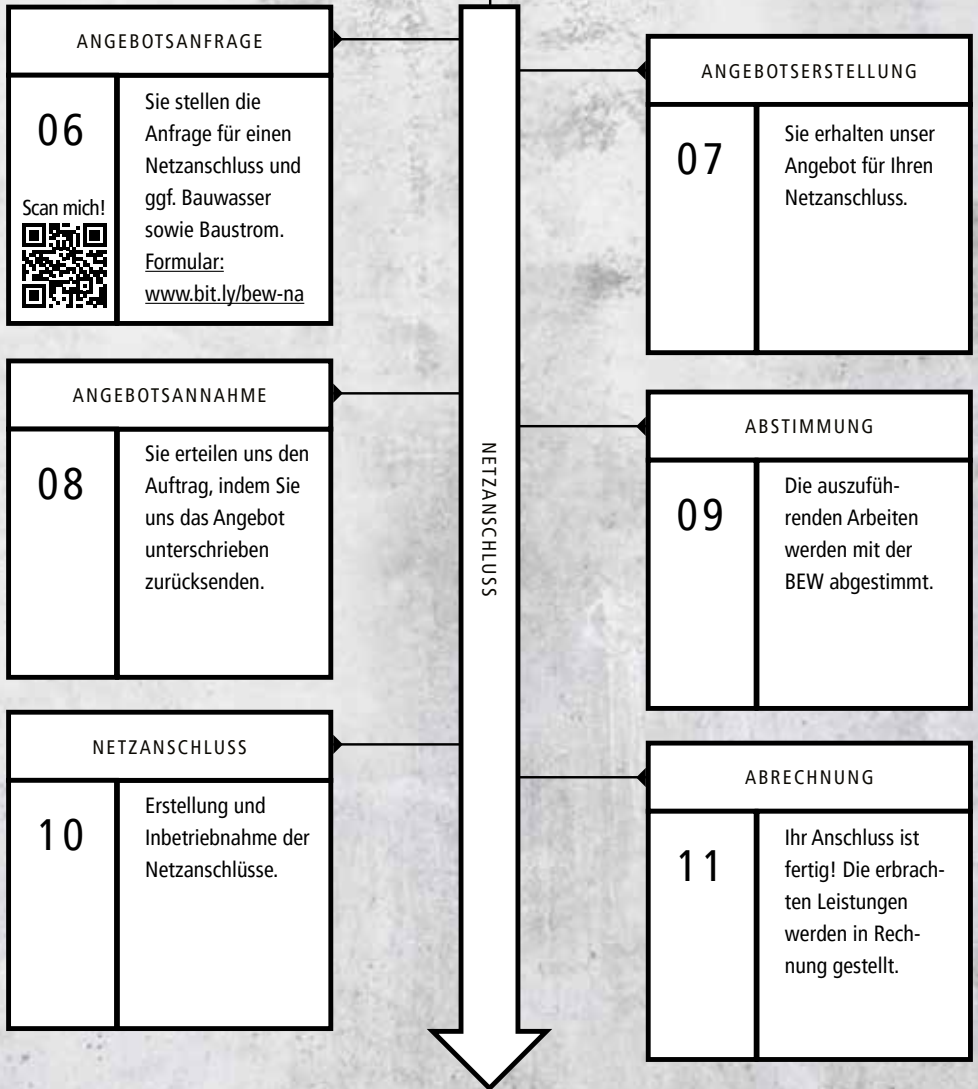 ANGEBOTSANFRAGE
06
Scan mich!
Sie stellen die
Anfrage für einen
Netzanschluss und
ggf. Bauwasser
sowie Baustrom.
Formular:
www.bit.ly/bew-na
ANGEBOTSERSTELLUNG
07
Sie erhalten unser
Angebot für Ihren
Netzanschluss.
ANGEBOTSANNAHME
08
Sie erteilen uns den
Auftrag, indem Sie
uns das Angebot
unterschrieben
zurücksenden.
ABSTIMMUNG
09
Die auszufüh-
renden Arbeiten
werden mit der
BEW abgestimmt.
NETZANSCHLUSS
NETZANSCHLUSS
10
Erstellung und
Inbetriebnahme der
Netzanschlüsse.
ABRECHNUNG
11
Ihr Anschluss ist
fertig! Die erbrach-
ten Leistungen
werden in Rech-
nung gestellt.